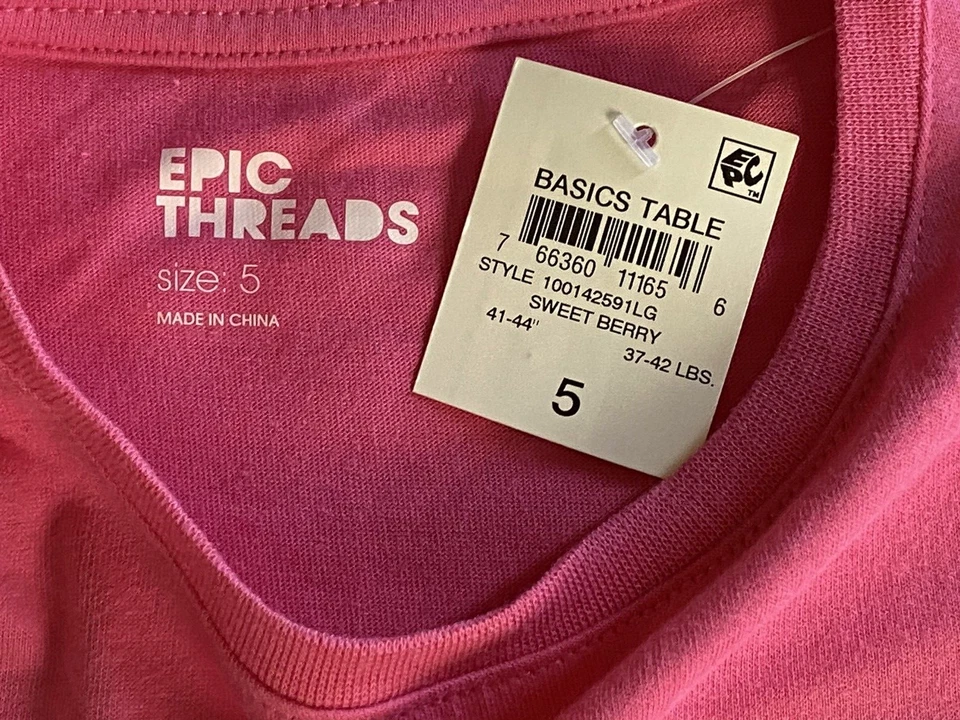 EPIC
THREADS
size: 5
MADE IN CHINA
EPC™
BASICS TABLE
7 66360 11165 6
STYLE 100142591LG
SWEET BERRY
41-44"
37-42 LBS.
5